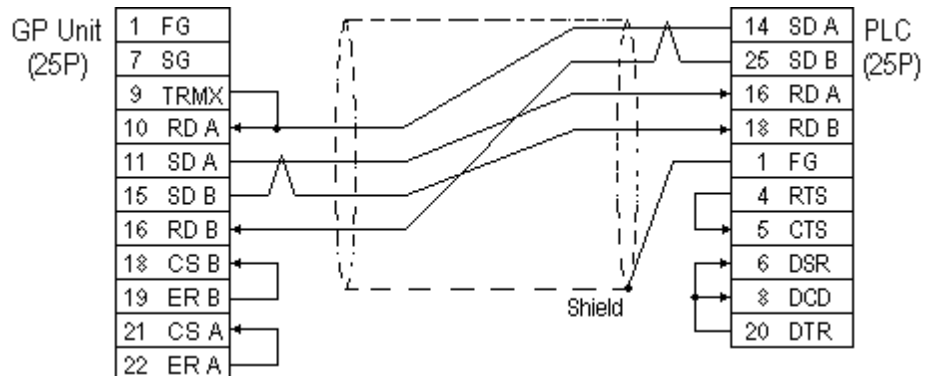 GP Unit
(25P)
1 FG
7 SG
9 TRMX
10 RD A
11 SD A
15 SD B
16 RD B
18 CS B
19 ER B
21 CS A
22 ER A
Shield
14 SD A
25 SD B
16 RD A
18 RD B
1 FG
4 RTS
5 CTS
6 DSR
8 DCD
20 DTR
PLC
(25P)